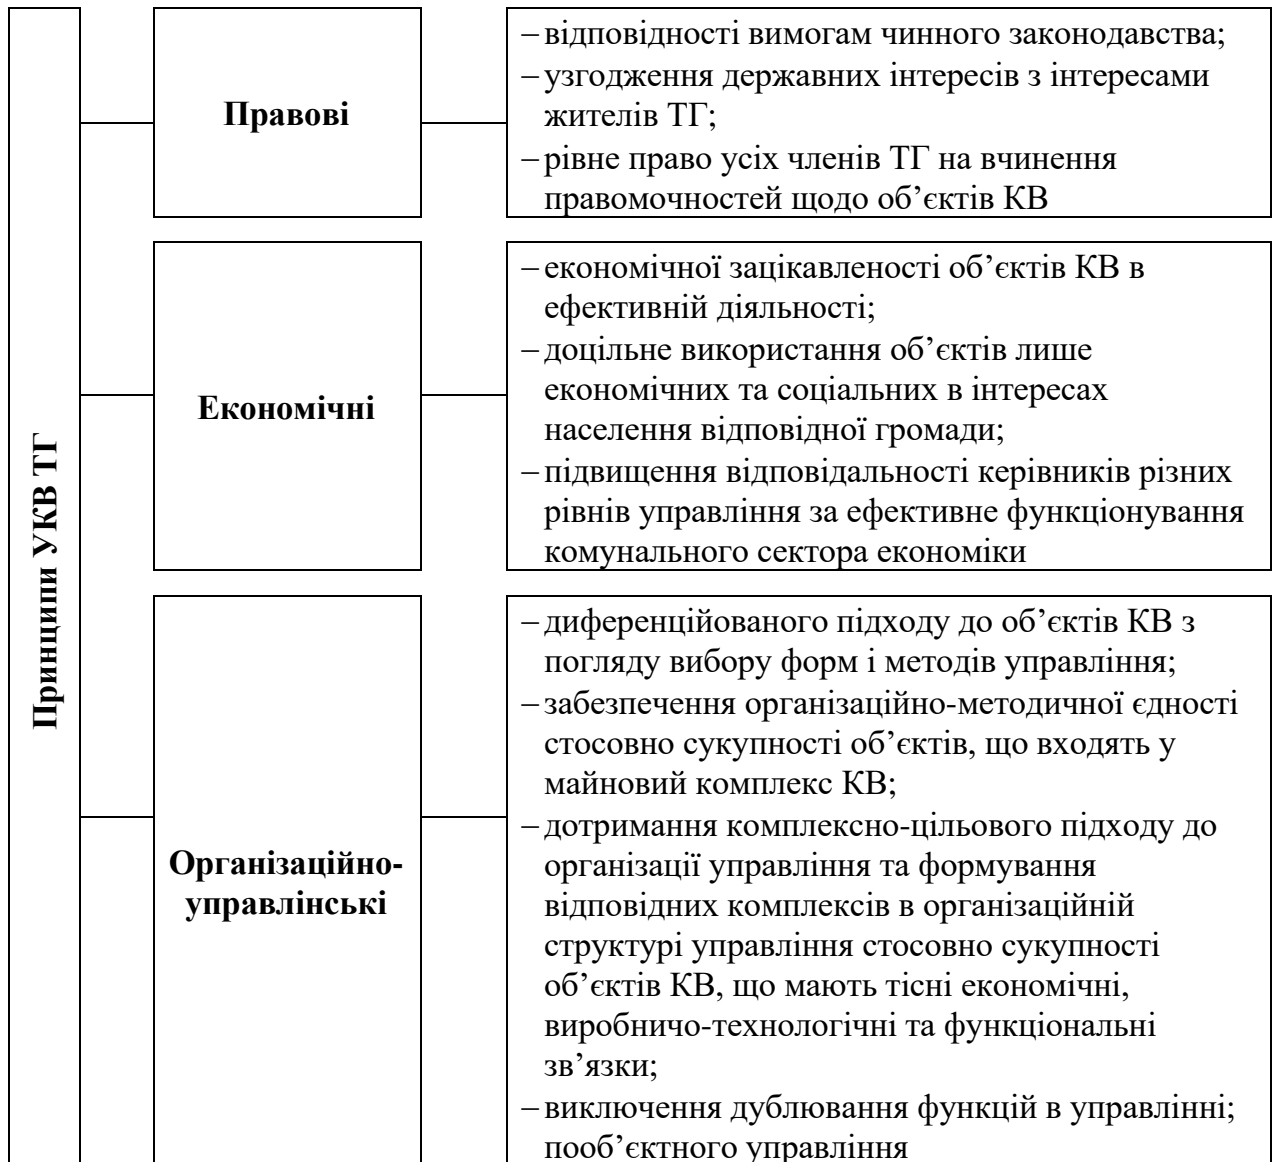 Принципи УКВ ТГ
Правові
– відповідності вимогам чинного законодавства;
– узгодження державних інтересів з інтересами
жителів ТГ;
– рівне право усіх членів ТГ на вчинення
правомочностей щодо об’єктів КВ
Економічні
– економічної зацікавленості об’єктів КВ в
ефективній діяльності;
– доцільне використання об’єктів лише
економічних та соціальних в інтересах
населення відповідної громади;
– підвищення відповідальності керівників різних
рівнів управління за ефективне функціонування
комунального сектора економіки
Організаційно-
управлінські
– диференційованого підходу до об’єктів КВ з
погляду вибору форм і методів управління;
– забезпечення організаційно-методичної єдності
стосовно сукупності об’єктів, що входять у
майновий комплекс КВ;
– дотримання комплексно-цільового підходу до
організації управління та формування
відповідних комплексів в організаційній
структурі управління стосовно сукупності
об’єктів КВ, що мають тісні економічні,
виробничо-технологічні та функціональні
зв’язки;
– виключення дублювання функцій в управлінні;
пооб’єктного управління